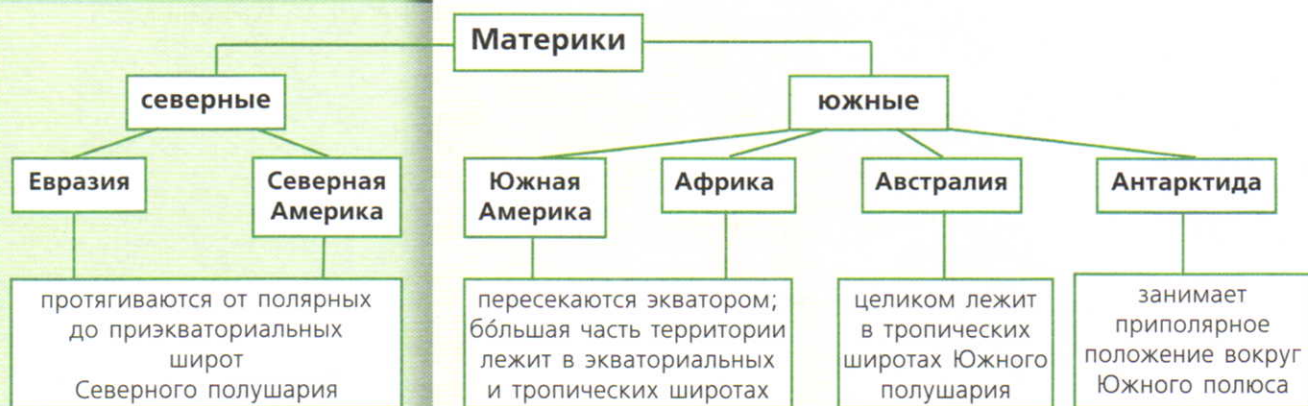 Материки
северные
южные
Евразия
Северная
Америка
Южная
Америка
Африка
Австралия
Антарктида
протягиваются от полярных
до приэкваториальных
широт
Северного полушария
пересекаются экватором;
бо́льшая часть территории
лежит в экваториальных
и тропических широтах
целиком лежит
в тропических
широтах Южного
полушария
занимает
приполярное
положение вокруг
Южного полюса